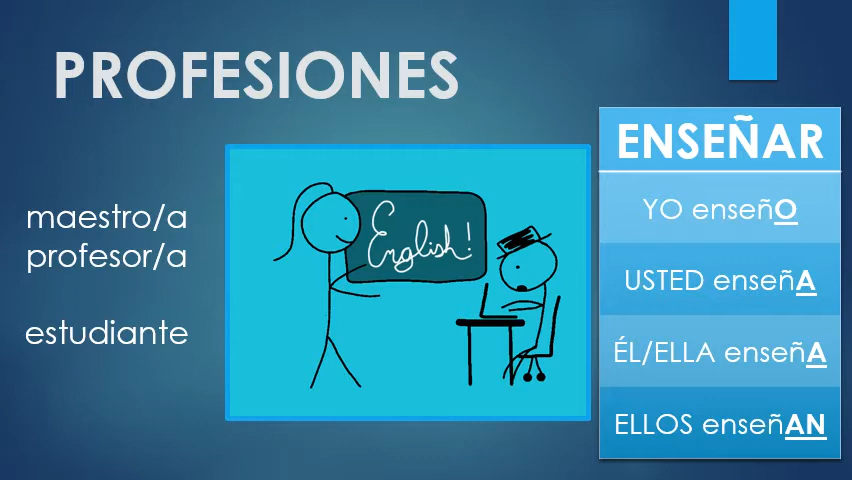 PROFESIONES
maestro/a
profesor/a
estudiante
English!
ENSEÑAR
YO enseñO
USTED enseñA
ÉL/ELLA enseñA
ELLOS enseñAN